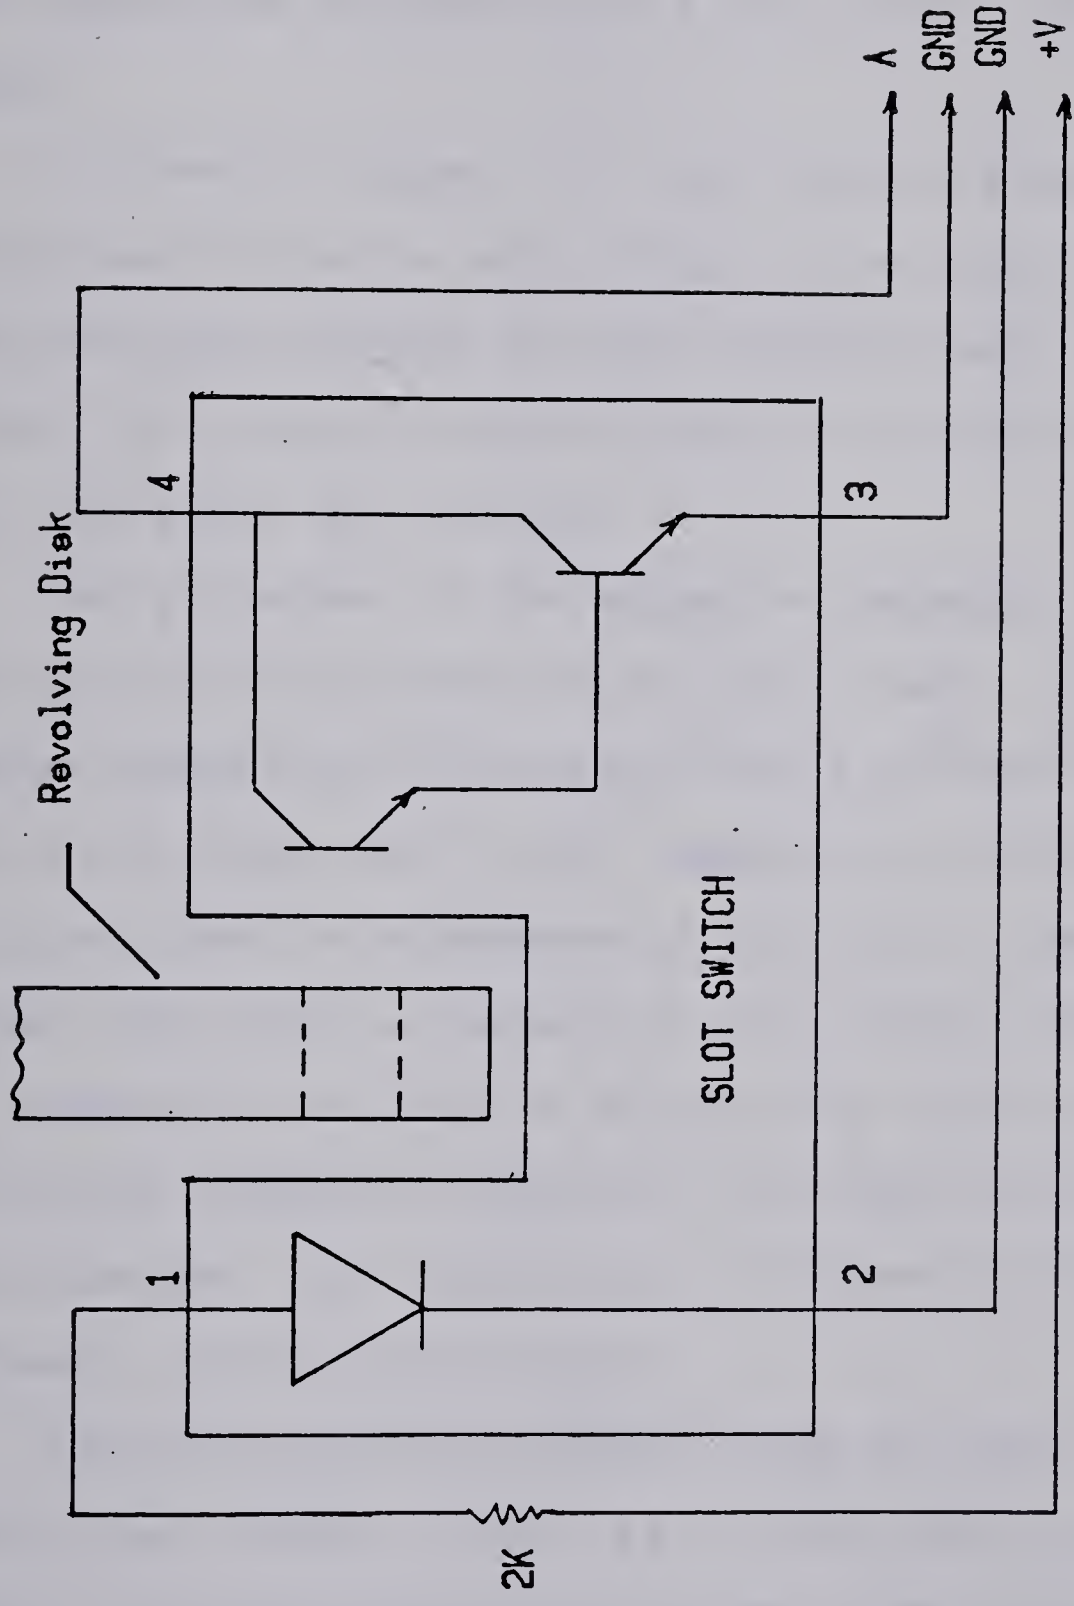 Revolving Disk
1
4
A
GND
GND
+V
SLOT SWITCH
2
3
2K